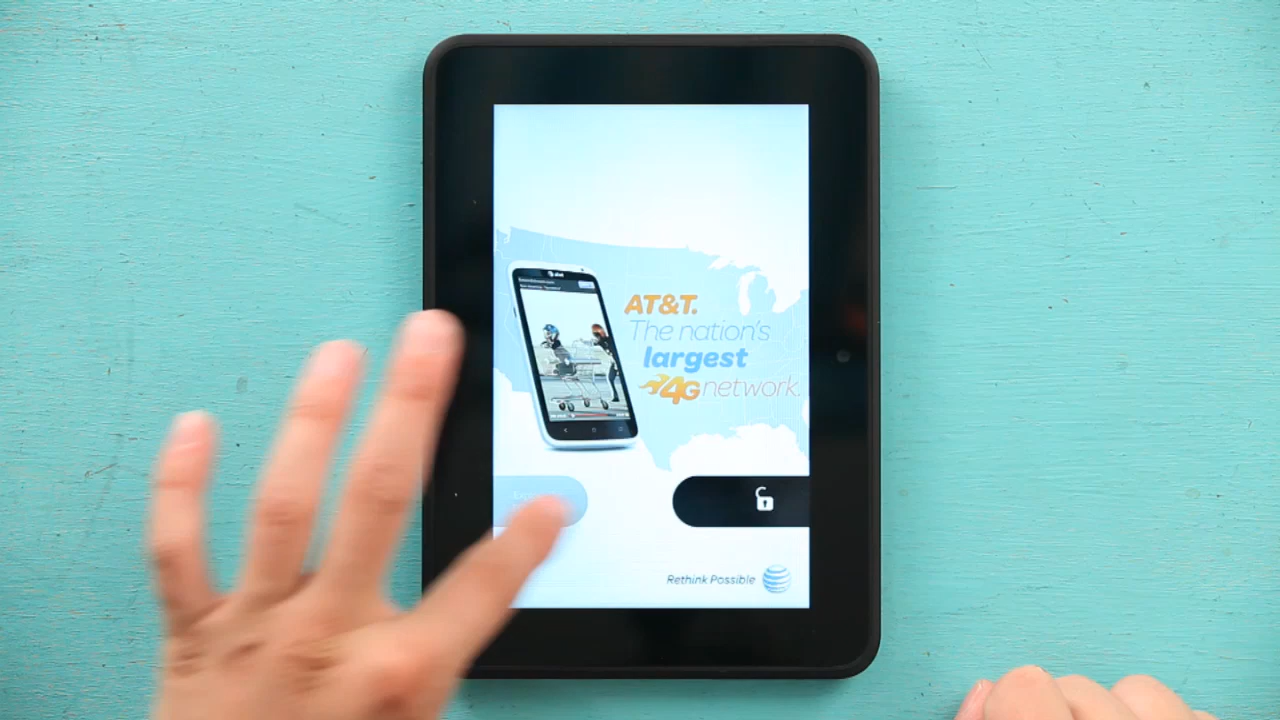 AT&T.
The nation's
largest
4G network.
Rethink Possible